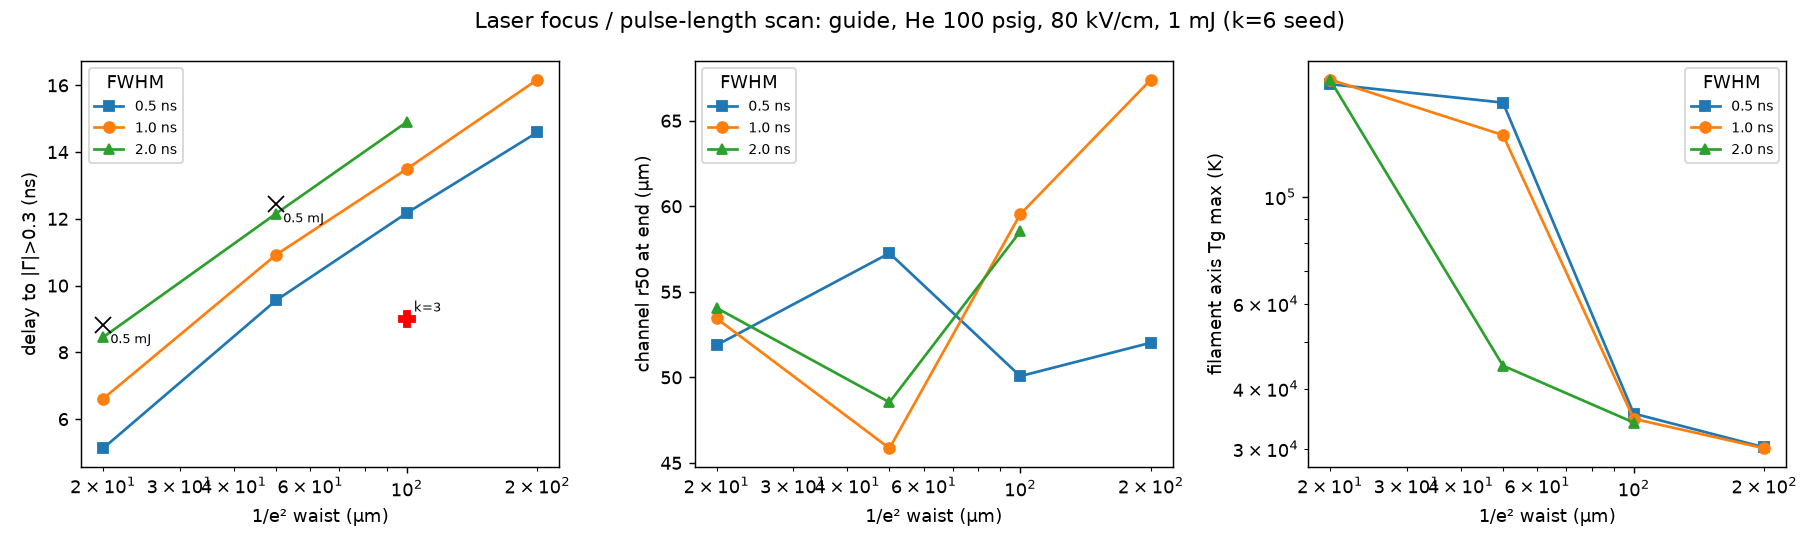 Laser focus / pulse-length scan: guide, He 100 psig, 80 kV/cm, 1 mJ (k=6 seed)
delay to |Γ|>0.3 (ns)
16
14
12
10
8
6
FWHM
0.5 ns
1.0 ns
2.0 ns
0.5 mJ
0.5 mJ
k=3
2 × 10¹ 3 × 10¹ 4 × 10¹ 6 × 10¹ 10² 2 × 10²
1/e² waist (μm)
channel r50 at end (μm)
65
60
55
50
45
FWHM
0.5 ns
1.0 ns
2.0 ns
2 × 10¹ 3 × 10¹ 4 × 10¹ 6 × 10¹ 10² 2 × 10²
1/e² waist (μm)
filament axis Tg max (K)
10⁵
6 × 10⁴
4 × 10⁴
3 × 10⁴
FWHM
0.5 ns
1.0 ns
2.0 ns
2 × 10¹ 3 × 10¹ 4 × 10¹ 6 × 10¹ 10² 2 × 10²
1/e² waist (μm)